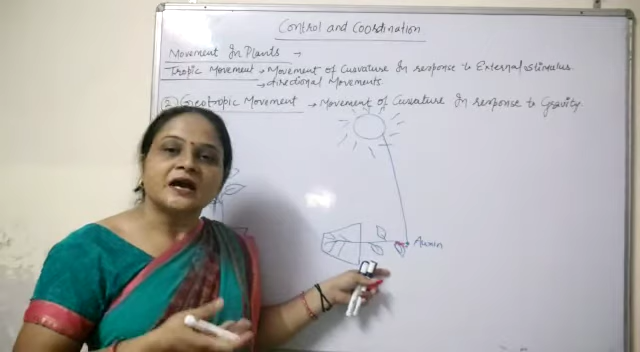 Control and Coordination
Movement In Plants →
Tropic Movement → Movement of Curvature In response to External-Stimulus
→ directional Movements.
② Geotropic Movement → Movement of Curvature In response to Gravity
Auxin